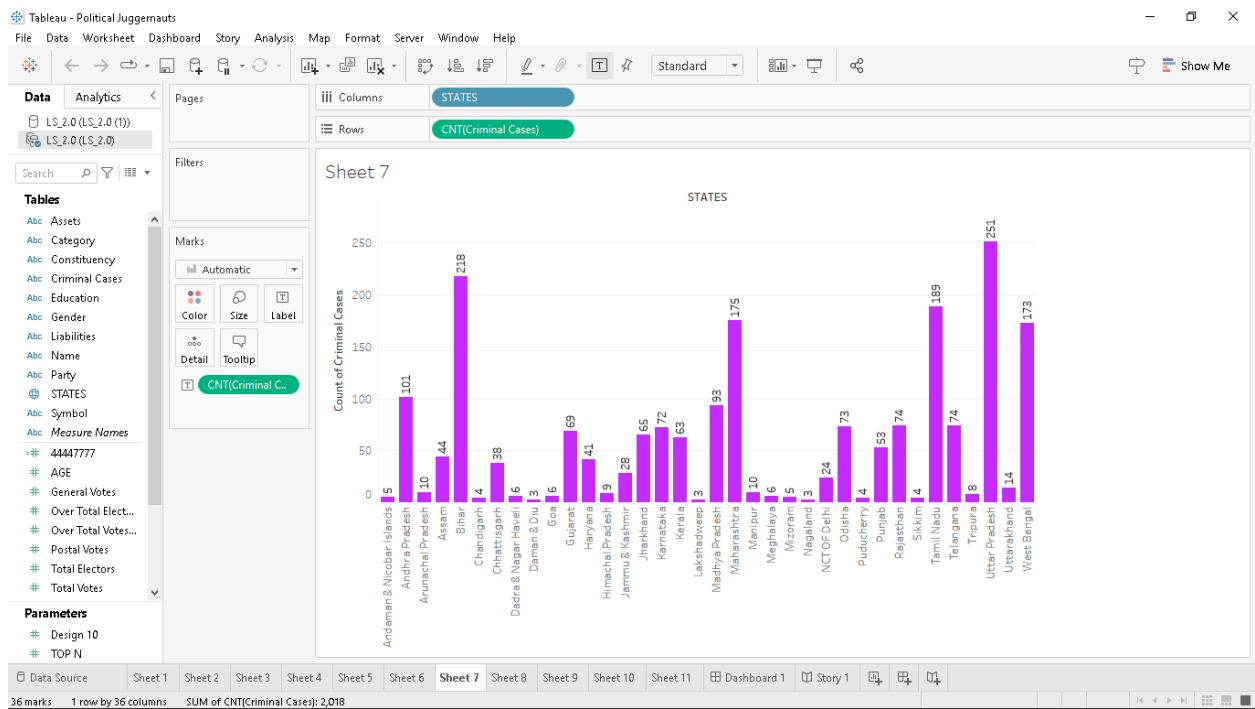 Tableau - Political Juggernauts
File Data Worksheet Dashboard Story Analysis Map Format Server Window Help
Standard
Show Me
Data Analytics
LS_2.0 (LS_2.0 (1))
LS_2.0 (LS_2.0)
Search
Tables
Abc Assets
Abc Category
Abc Constituency
Abc Criminal Cases
Abc Education
Abc Gender
Abc Liabilities
Abc Name
Abc Party
STATES
Abc Symbol
Abc Measure Names
=# 44447777
# AGE
# General Votes
# Over Total Elect...
# Over Total Votes...
# Postal Votes
# Total Electors
# Total Votes
Parameters
# Design 10
# TOP N
Pages
Filters
Marks
Automatic
Color Size Label
Detail Tooltip
CNT(Criminal C..
Columns STATES
Rows CNT(Criminal Cases)
Sheet 7
STATES
Count of Criminal Cases
250
200
150
100
50
0
5
101
10
44
218
4
38
6
3
6
69
41
9
28
65
72
63
3
93
175
10
6
5
3
24
73
4
53
74
4
189
74
8
251
14
173
Andaman & Nicobar Islands
Andhra Pradesh
Arunachal Pradesh
Assam
Bihar
Chandigarh
Chhattisgarh
Dadra & Nagar Haveli
Daman & Diu
Goa
Gujarat
Haryana
Himachal Pradesh
Jammu & Kashmir
Jharkhand
Karnataka
Kerala
Lakshadweep
Madhya Pradesh
Maharashtra
Manipur
Meghalaya
Mizoram
Nagaland
NCT OF Delhi
Odisha
Puducherry
Punjab
Rajasthan
Sikkim
Tamil Nadu
Telangana
Tripura
Uttar Pradesh
Uttarakhand
West Bengal
Data Source Sheet 1 Sheet 2 Sheet 3 Sheet 4 Sheet 5 Sheet 6 Sheet 7 Sheet 8 Sheet 9 Sheet 10 Sheet 11 Dashboard 1 Story 1
36 marks 1 row by 36 columns SUM of CNT(Criminal Cases): 2,018